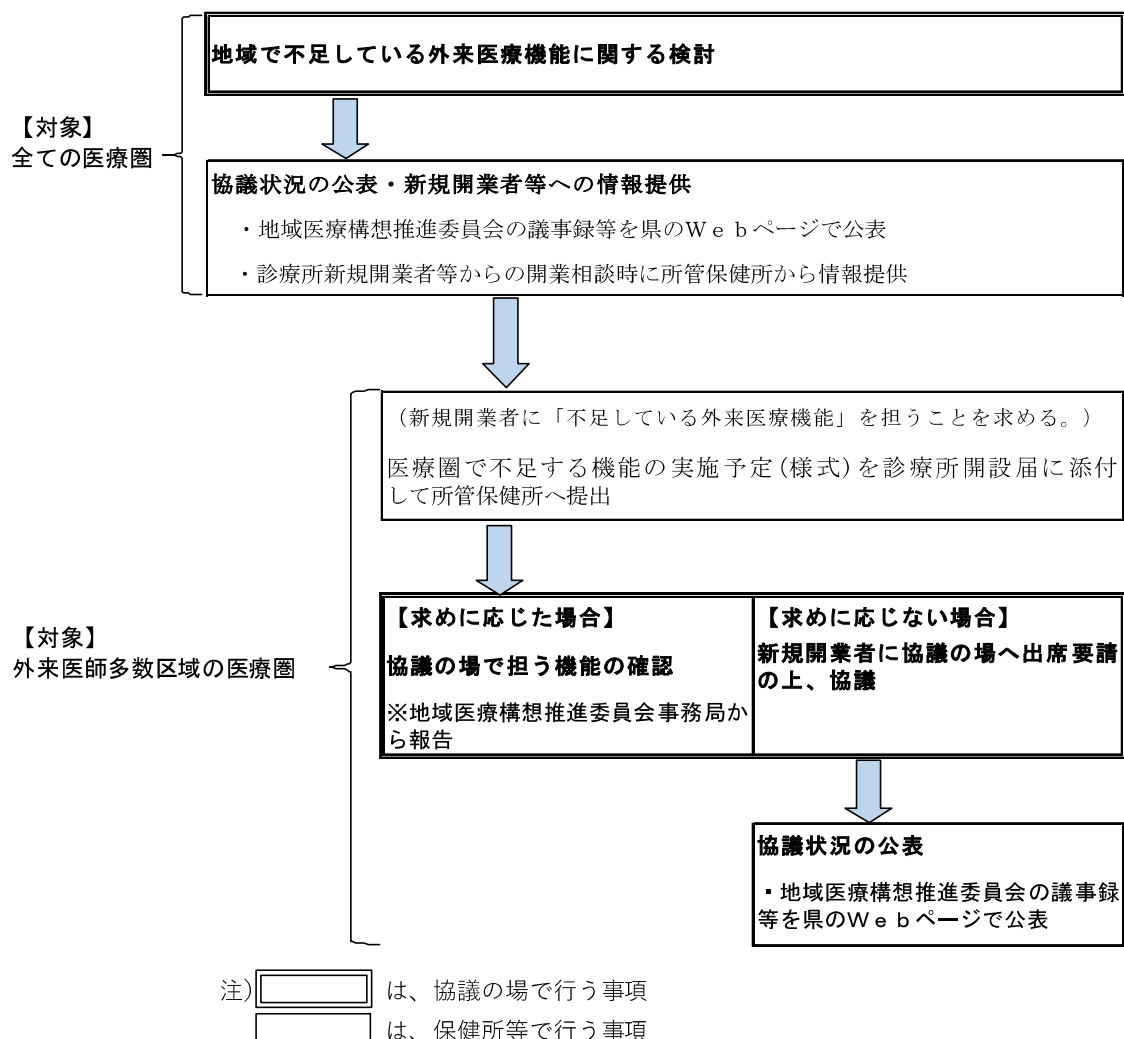 地域で不足している外来医療機能に関する検討
【対象】
全ての医療圏
協議状況の公表・新規開業者等への情報提供
・地域医療構想推進委員会の議事録等を県のＷｅｂページで公表
・診療所新規開業者等からの開業相談時に所管保健所から情報提供
（新規開業者に「不足している外来医療機能」を担うことを求める。）
医療圏で不足する機能の実施予定(様式)を診療所開設届に添付
して所管保健所へ提出
【対象】
外来医師多数区域の医療圏
【求めに応じた場合】
協議の場で担う機能の確認
※地域医療構想推進委員会事務局か
ら報告
【求めに応じない場合】
新規開業者に協議の場へ出席要請
の上、協議
協議状況の公表
・地域医療構想推進委員会の議事録
等を県のＷｅｂページで公表
注) は、協議の場で行う事項
は、保健所等で行う事項